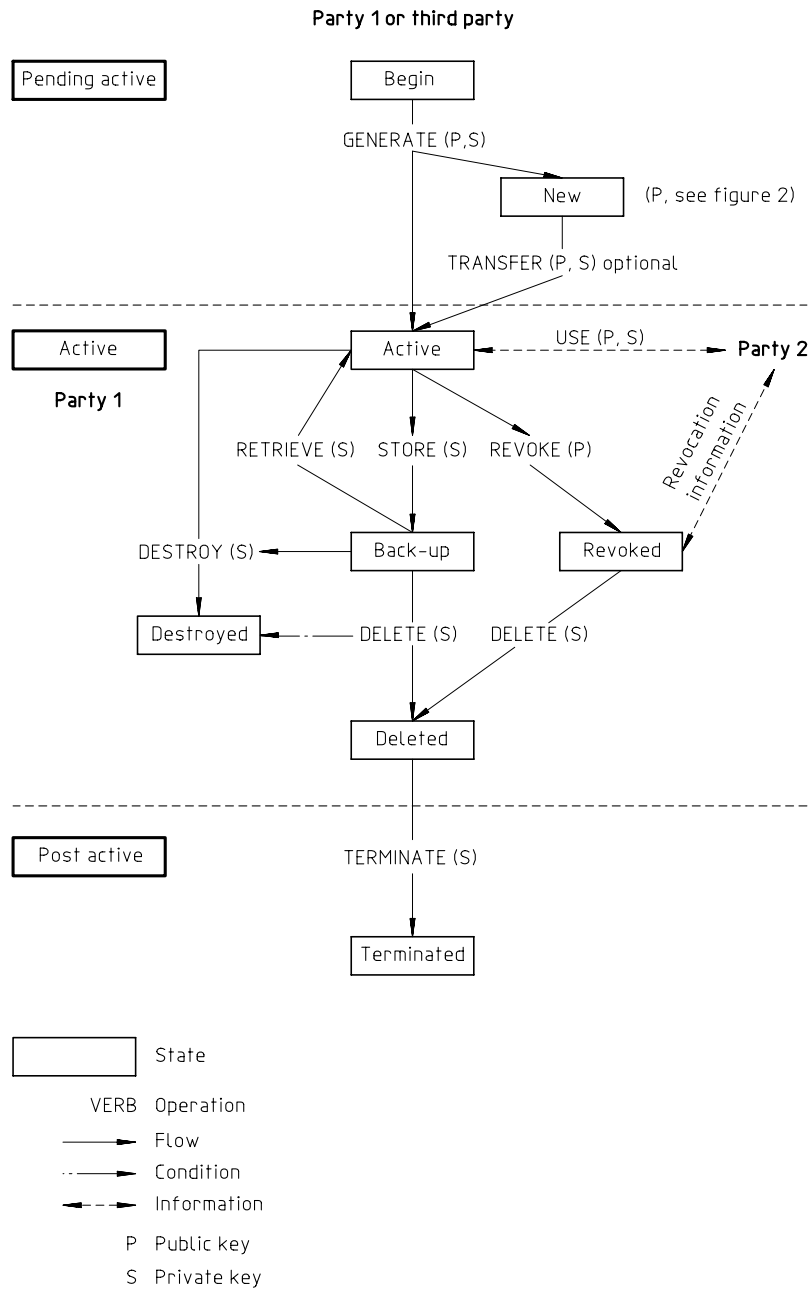 Party 1 or third party
Pending active
Begin
GENERATE (P,S)
New
(P, see figure 2)
TRANSFER (P, S) optional
Active
Active
USE (P, S)
Party 2
Party 1
Revocation
information
RETRIEVE (S)
STORE (S)
REVOKE (P)
DESTROY (S)
Back-up
Revoked
Destroyed
DELETE (S)
DELETE (S)
Deleted
Post active
TERMINATE (S)
Terminated
State
VERB Operation
Flow
Condition
Information
P Public key
S Private key